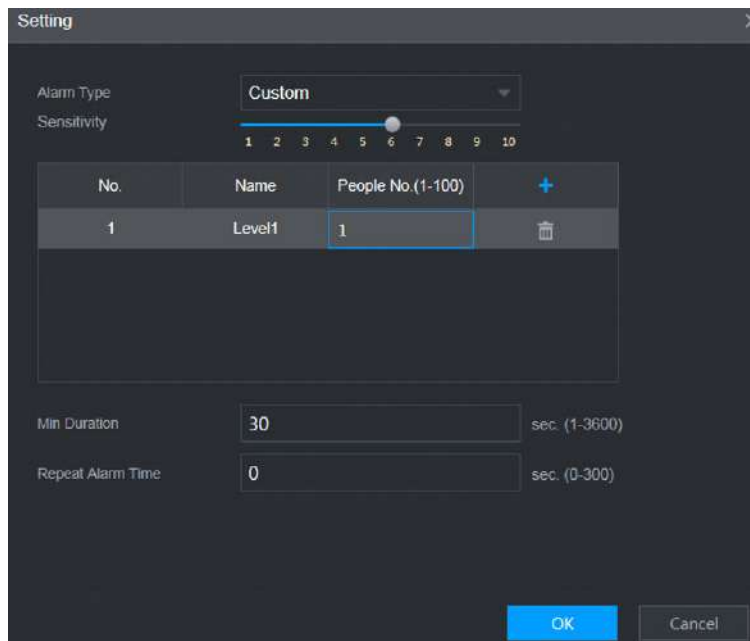 Setting
Alarm Type Custom
Sensitivity
1 2 3 4 5 6 7 8 9 10
No. Name People No.(1-100) +
1 Level1 1
Min Duration 30 sec. (1-3600)
Repeat Alarm Time 0 sec. (0-300)
OK Cancel